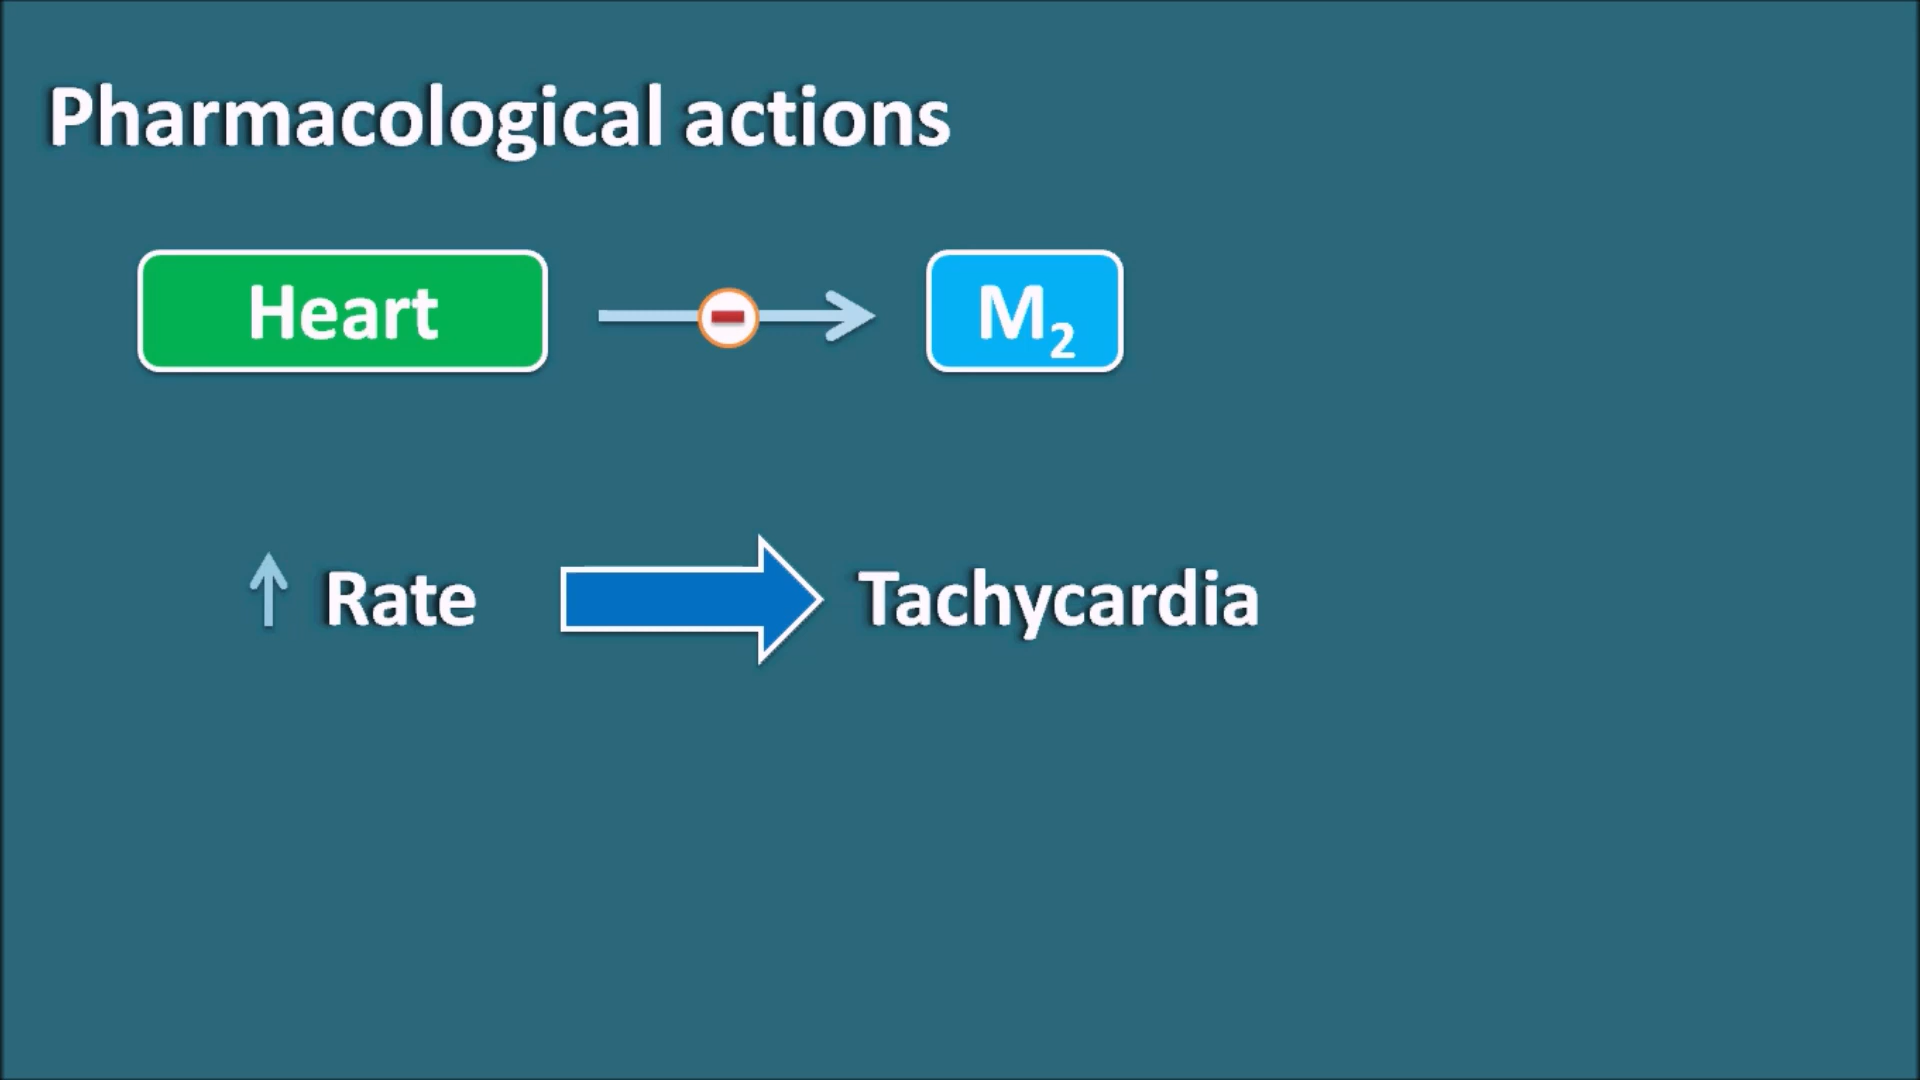 Pharmacological actions
Heart
M₂
↑ Rate
Tachycardia